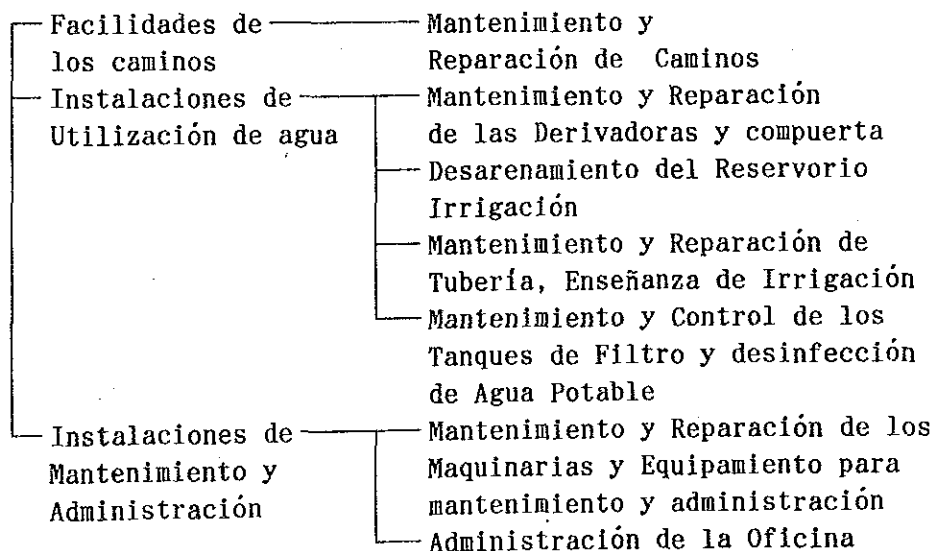 Facilidades de los caminos
Mantenimiento y Reparación de Caminos
Instalaciones de Utilización de agua
Mantenimiento y Reparación de las Derivadoras y compuerta
Desarenamiento del Reservorio Irrigación
Mantenimiento y Reparación de Tubería, Enseñanza de Irrigación
Mantenimiento y Control de los Tanques de Filtro y desinfección de Agua Potable
Instalaciones de Mantenimiento y Administración
Mantenimiento y Reparación de los Maquinarias y Equipamiento para mantenimiento y administración
Administración de la Oficina